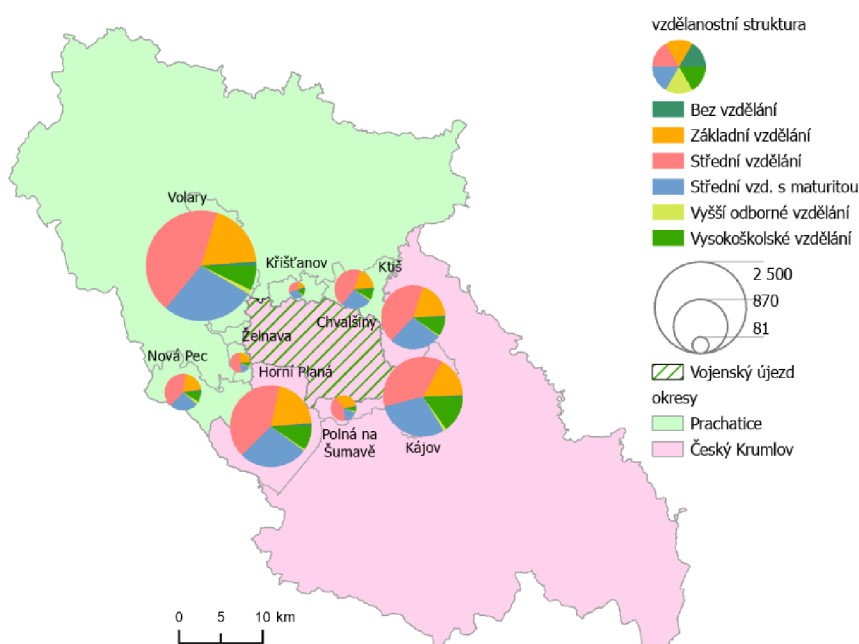 vzdělanostní struktura
Bez vzdělání
Základní vzdělání
Střední vzdělání
Střední vzd. s maturitou
Vyšší odborné vzdělání
Vysokoškolské vzdělání
2 500
870
81
Vojenský újezd
okresy
Prachatice
Český Krumlov
Volary
Křišťanov
Ktiš
Chvalšiny
Želnava
Nová Pec
Horní Planá
Polná na
Šumavě
Kájov
0 5 10 km